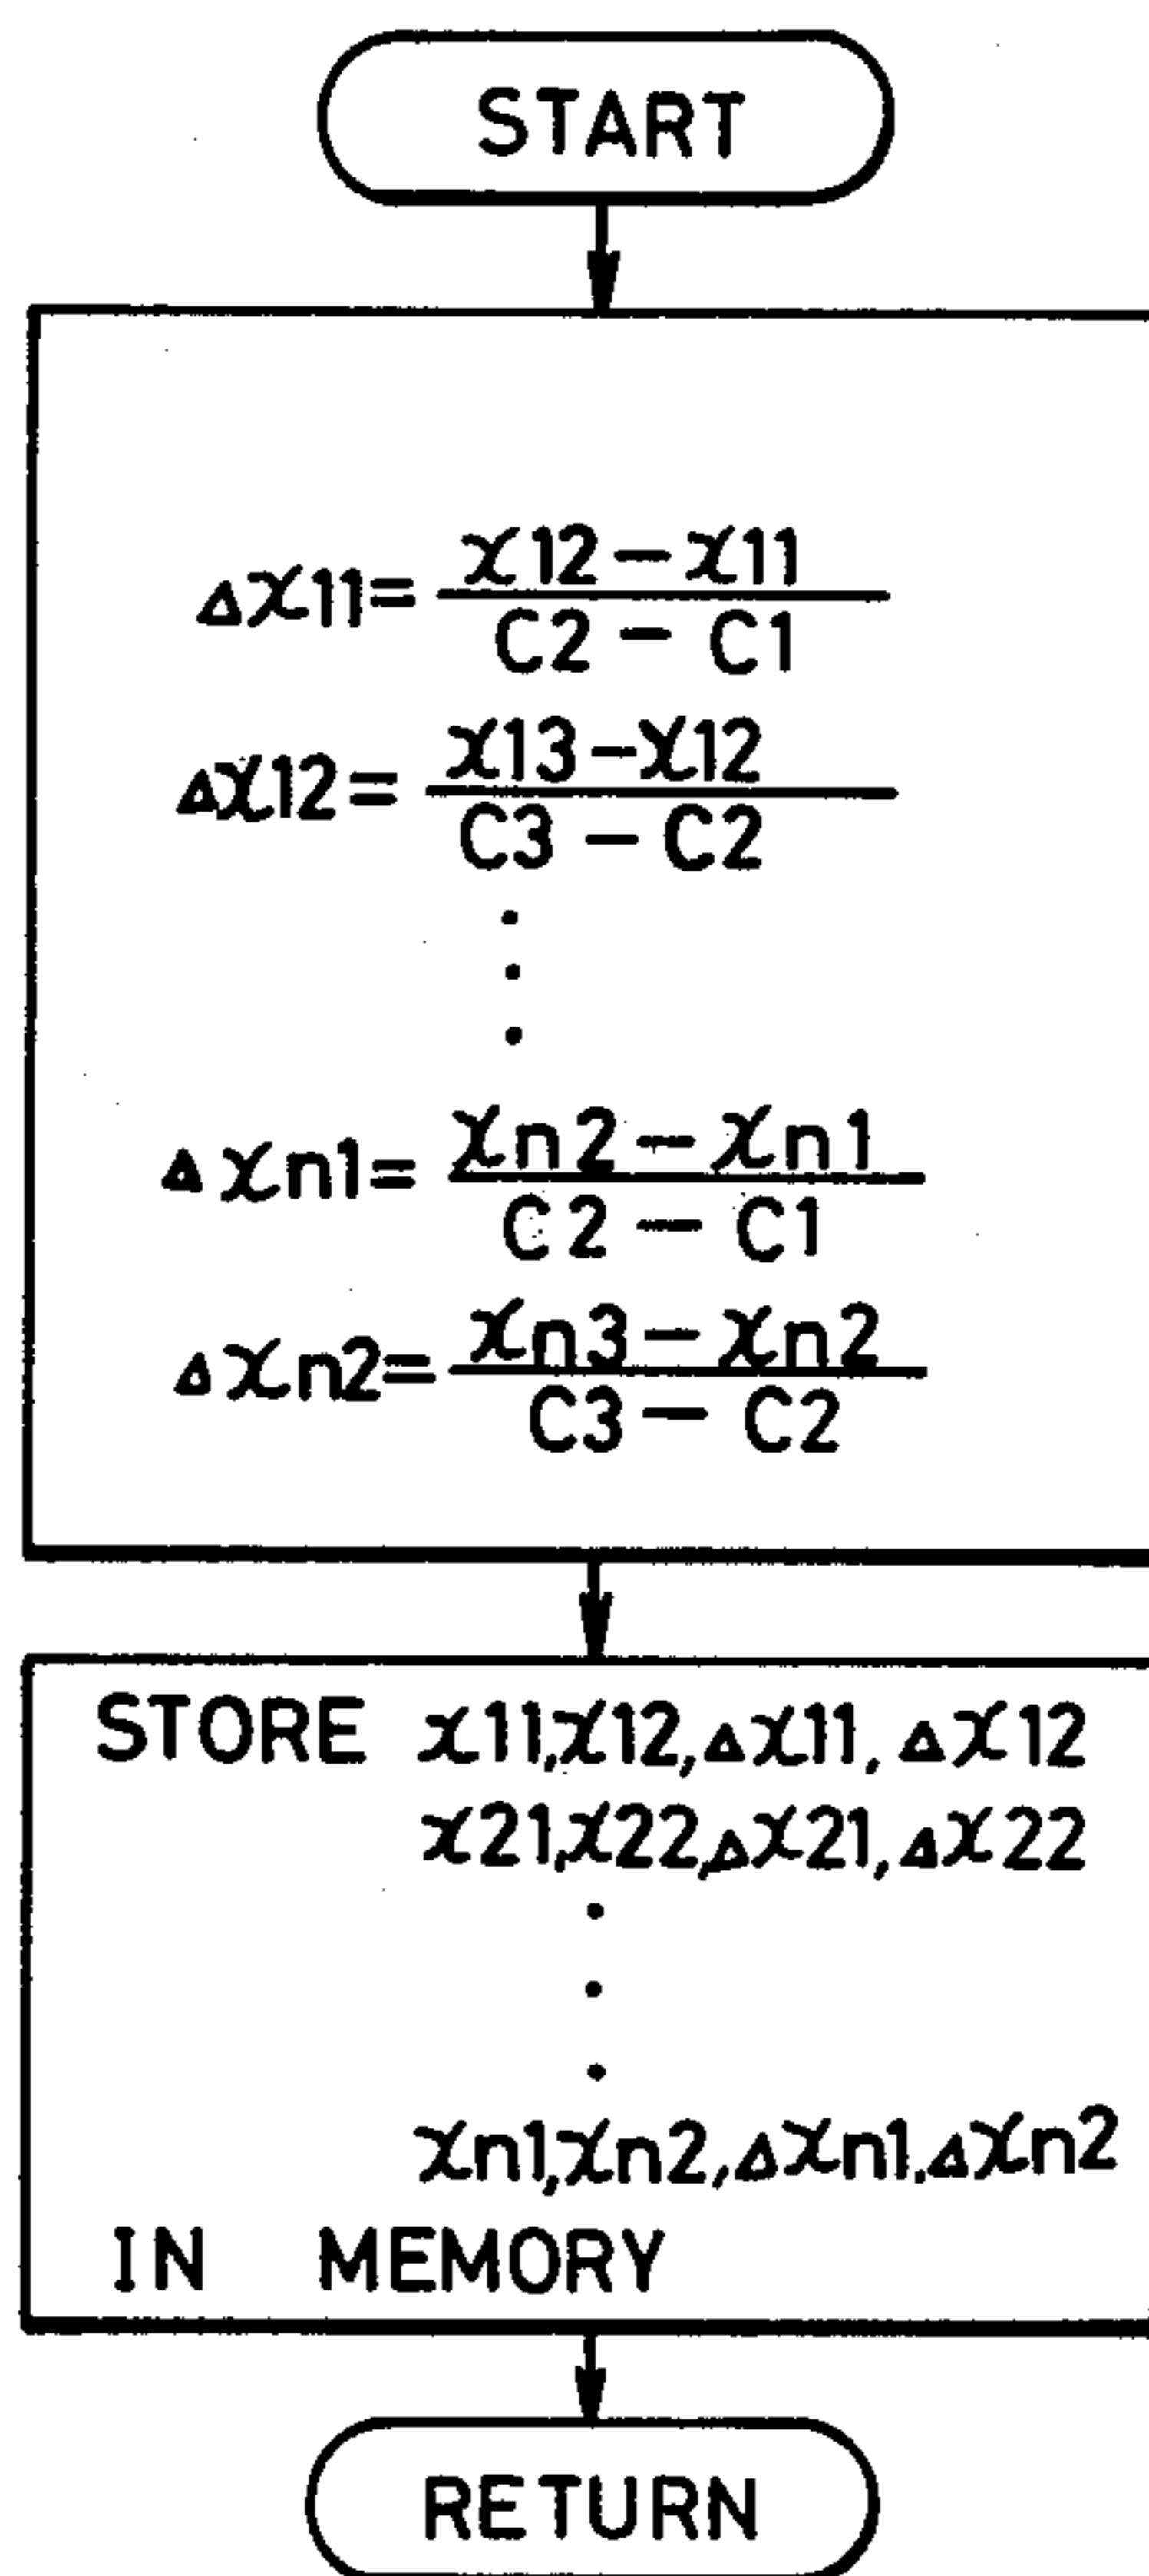 START
Δx11= x12-x11
C2 - C1
Δx12= x13-x12
C3 - C2
Δxn1= xn2-xn1
C2 - C1
Δxn2= xn3-xn2
C3 - C2
STORE x11,x12,Δx11, Δx12
x21,x22,Δx21,Δx22
xn1,xn2,Δxn1.Δxn2
IN MEMORY
RETURN